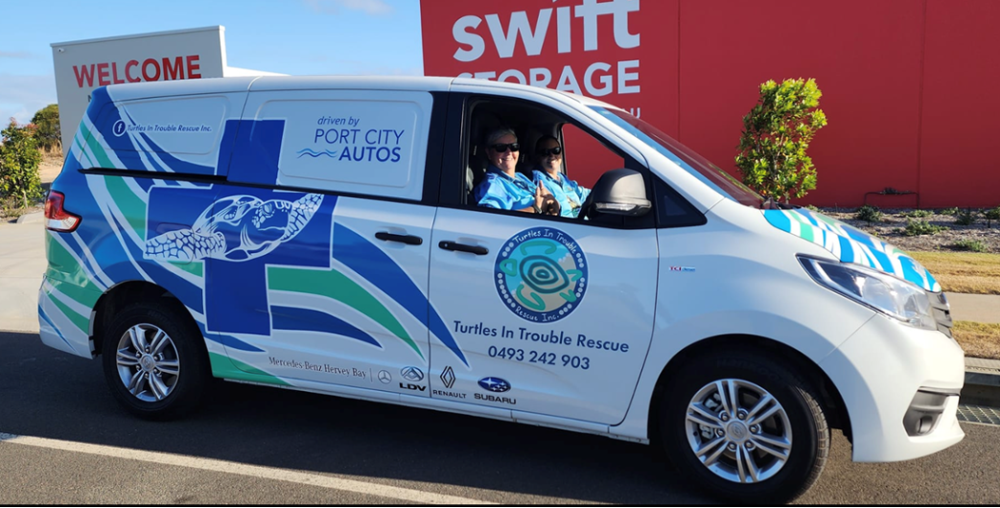 WELCOME
swift
STORAGE
Turtles In Trouble Rescue Inc.
driven by
PORT CITY
AUTOS
Turtles In Trouble
Rescue Inc.
Turtles In Trouble Rescue
0493 242 903
Mercedes-Benz Hervey Bay
LDV
RENAULT
SUBARU